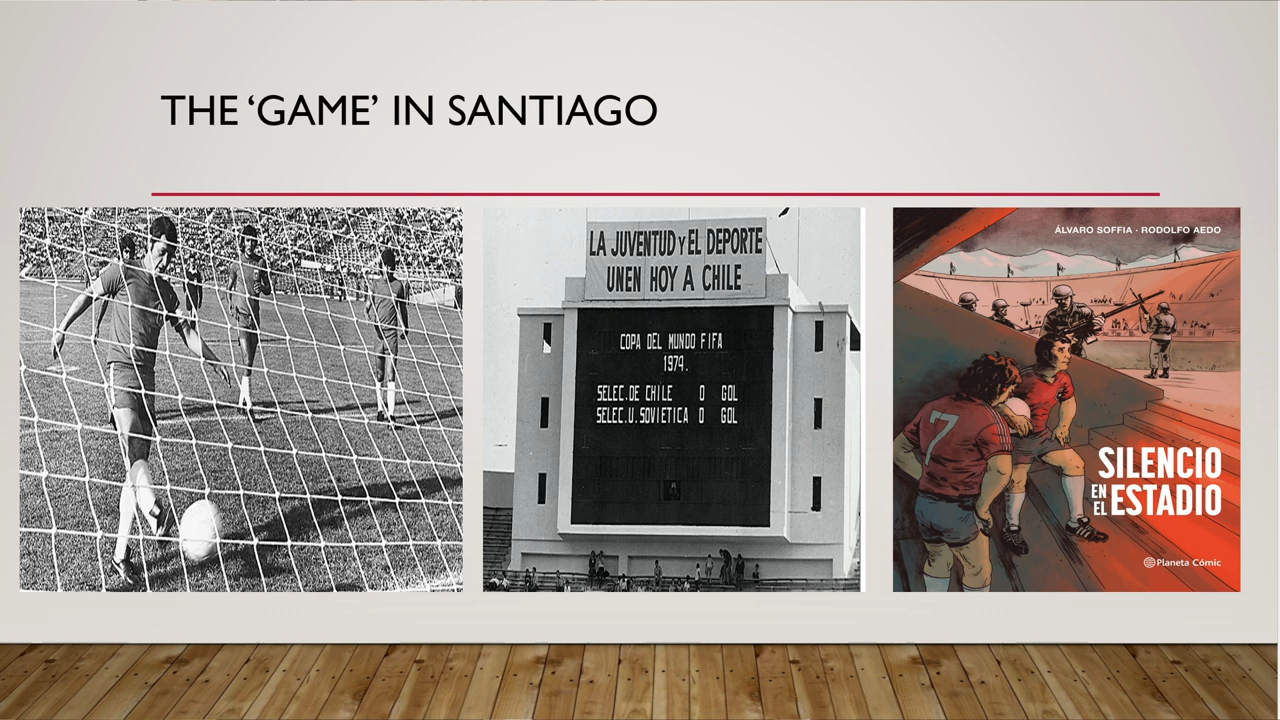 THE ‘GAME’ IN SANTIAGO
LA JUVENTUD Y EL DEPORTE
UNEN HOY A CHILE
COPA DEL MUNDO FIFA
1974.
SELEC.DE CHILE 0 GOL
SELEC.U.SOVIETICA 0 GOL
ÁLVARO SOFFIA · RODOLFO AEDO
7
SILENCIO
EN EL ESTADIO
Planeta Cómic